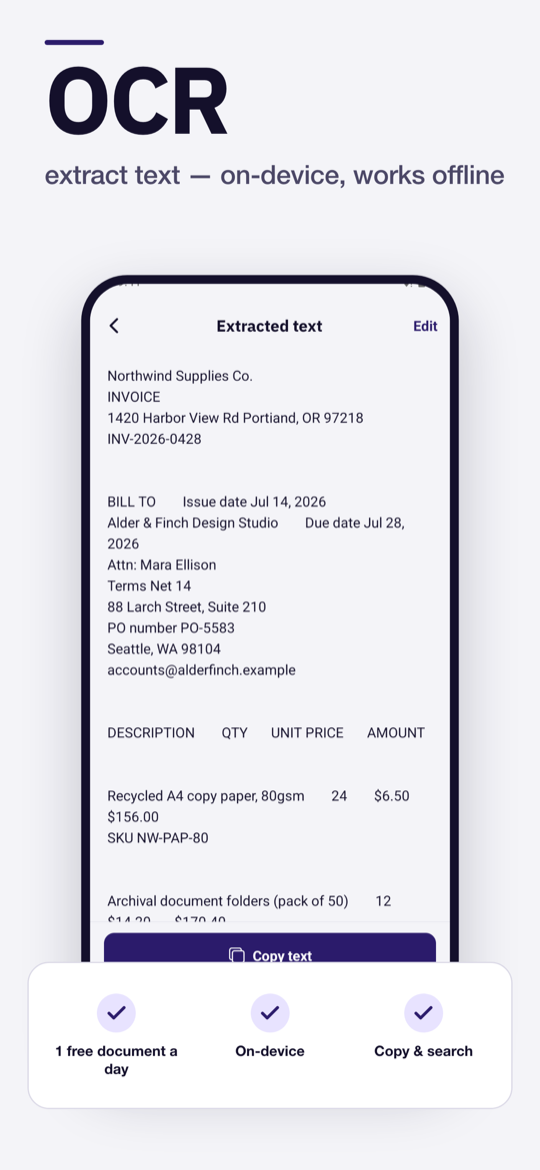 OCR
extract text — on-device, works offline
Extracted text
Edit
Northwind Supplies Co.
INVOICE
1420 Harbor View Rd Portiand, OR 97218
INV-2026-0428
BILL TO Issue date Jul 14, 2026
Alder & Finch Design Studio Due date Jul 28,
2026
Attn: Mara Ellison
Terms Net 14
88 Larch Street, Suite 210
PO number PO-5583
Seattle, WA 98104
accounts@alderfinch.example
DESCRIPTION QTY UNIT PRICE AMOUNT
Recycled A4 copy paper, 80gsm 24 $6.50
$156.00
SKU NW-PAP-80
Archival document folders (pack of 50) 12
$14.20 $170.40
Copy text
1 free document a
day
On-device
Copy & search